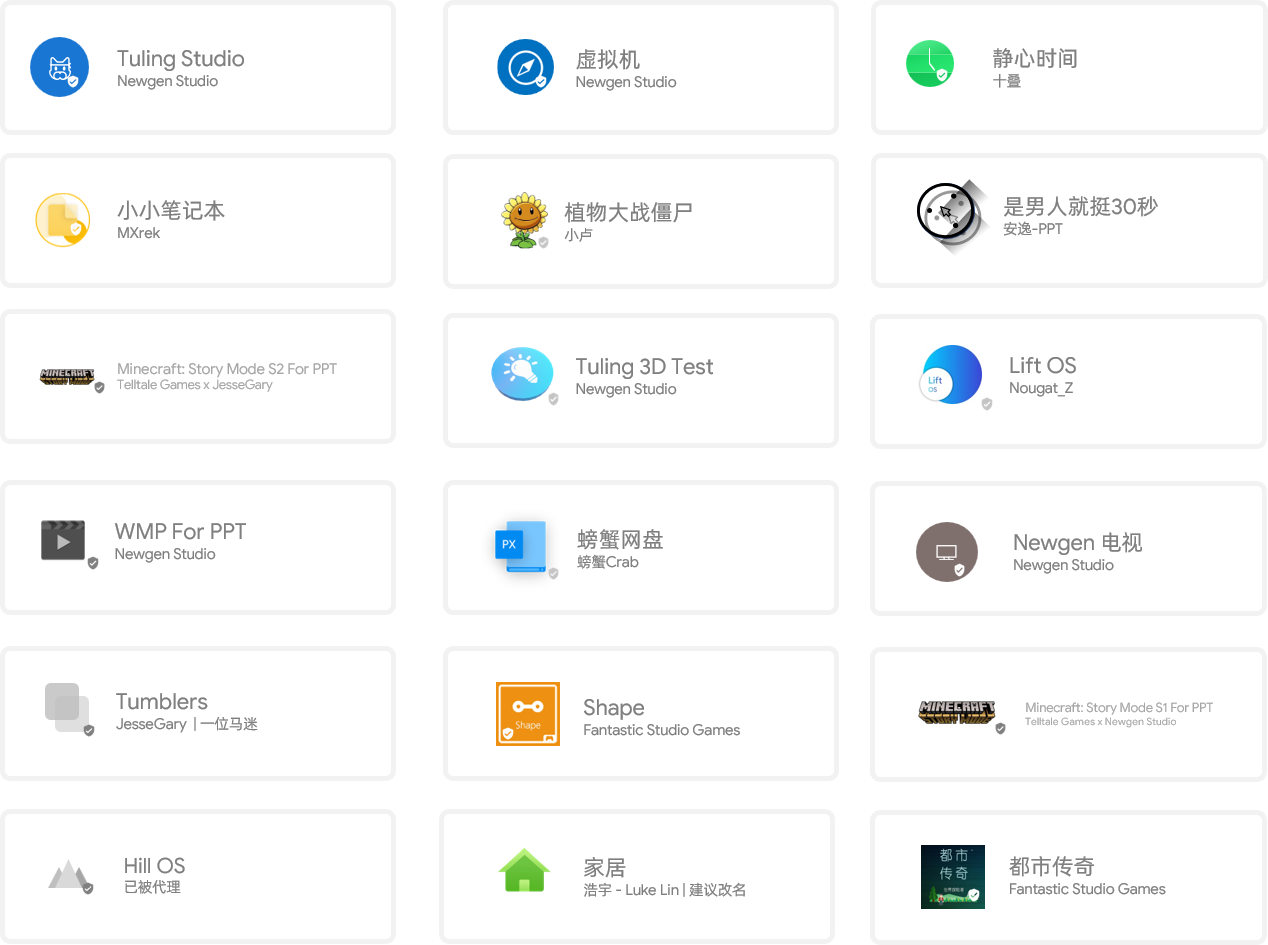 Tuling Studio
Newgen Studio
虚拟机
Newgen Studio
静心时间
十叠
小小笔记本
MXrek
植物大战僵尸
小卢
是男人就挺30秒
安逸-PPT
MINECRAFT
STORY MODE
Minecraft: Story Mode S2 For PPT
Telltale Games x JesseGary
Tuling 3D Test
Newgen Studio
Lift
OS
Lift OS
Nougat_Z
WMP For PPT
Newgen Studio
PX
螃蟹网盘
螃蟹Crab
Newgen 电视
Newgen Studio
Tumblers
JesseGary | 一位马迷
Shape
Shape
Fantastic Studio Games
MINECRAFT
STORY MODE
Minecraft: Story Mode S1 For PPT
Telltale Games x Newgen Studio
Hill OS
已被代理
家居
浩宇 - Luke Lin | 建议改名
都市
传奇
都市传奇
Fantastic Studio Games